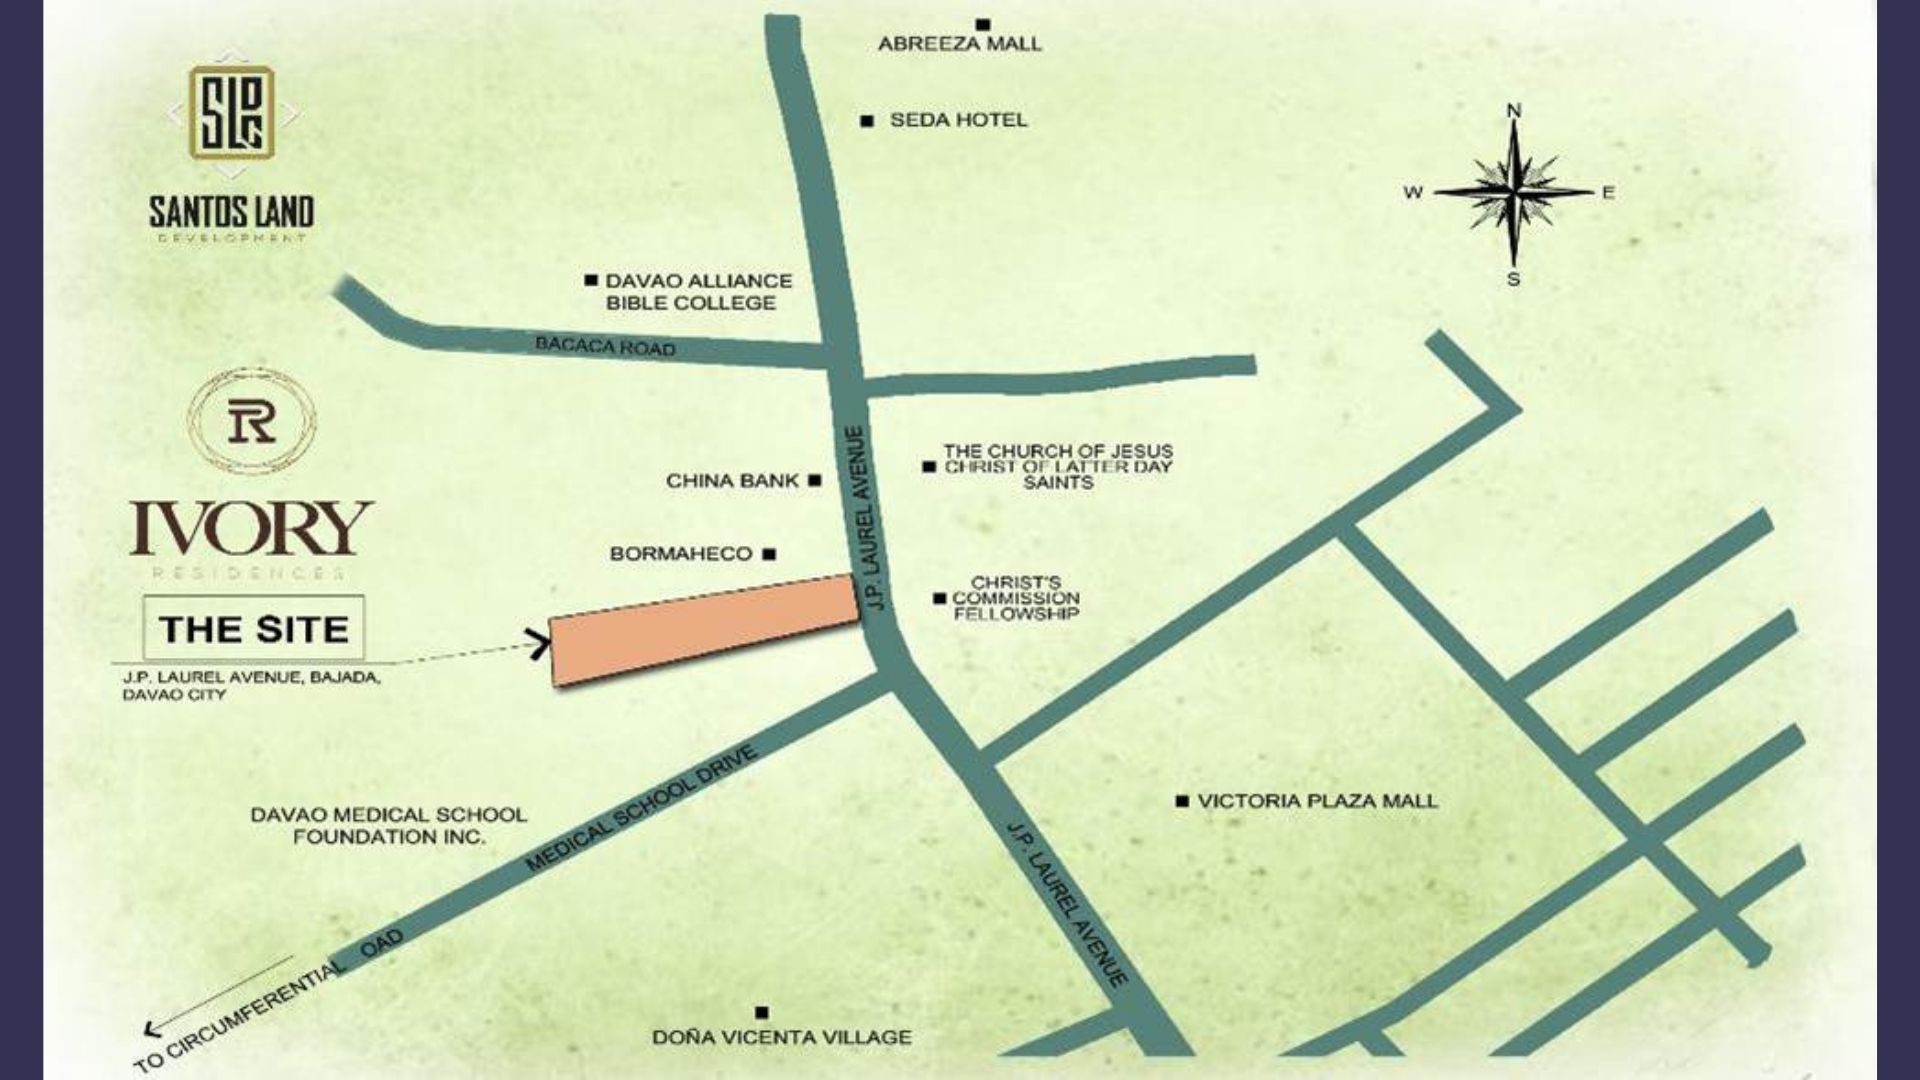 ABREEZA MALL
SEDA HOTEL
N
W
E
S
SLDC
SANTOS LAND
DEVELOPMENT
DAVAO ALLIANCE
BIBLE COLLEGE
BACACA ROAD
R
IVORY
RESIDENCES
THE SITE
J.P. LAUREL AVENUE, BAJADA,
DAVAO CITY
J.P. LAUREL AVENUE
CHINA BANK
THE CHURCH OF JESUS
CHRIST OF LATTER DAY
SAINTS
BORMAHECO
CHRIST'S
COMMISSION
FELLOWSHIP
MEDICAL SCHOOL DRIVE
DAVAO MEDICAL SCHOOL
FOUNDATION INC.
VICTORIA PLAZA MALL
J.P. LAUREL AVENUE
TO CIRCUMFERENTIAL OAD
DOÑA VICENTA VILLAGE